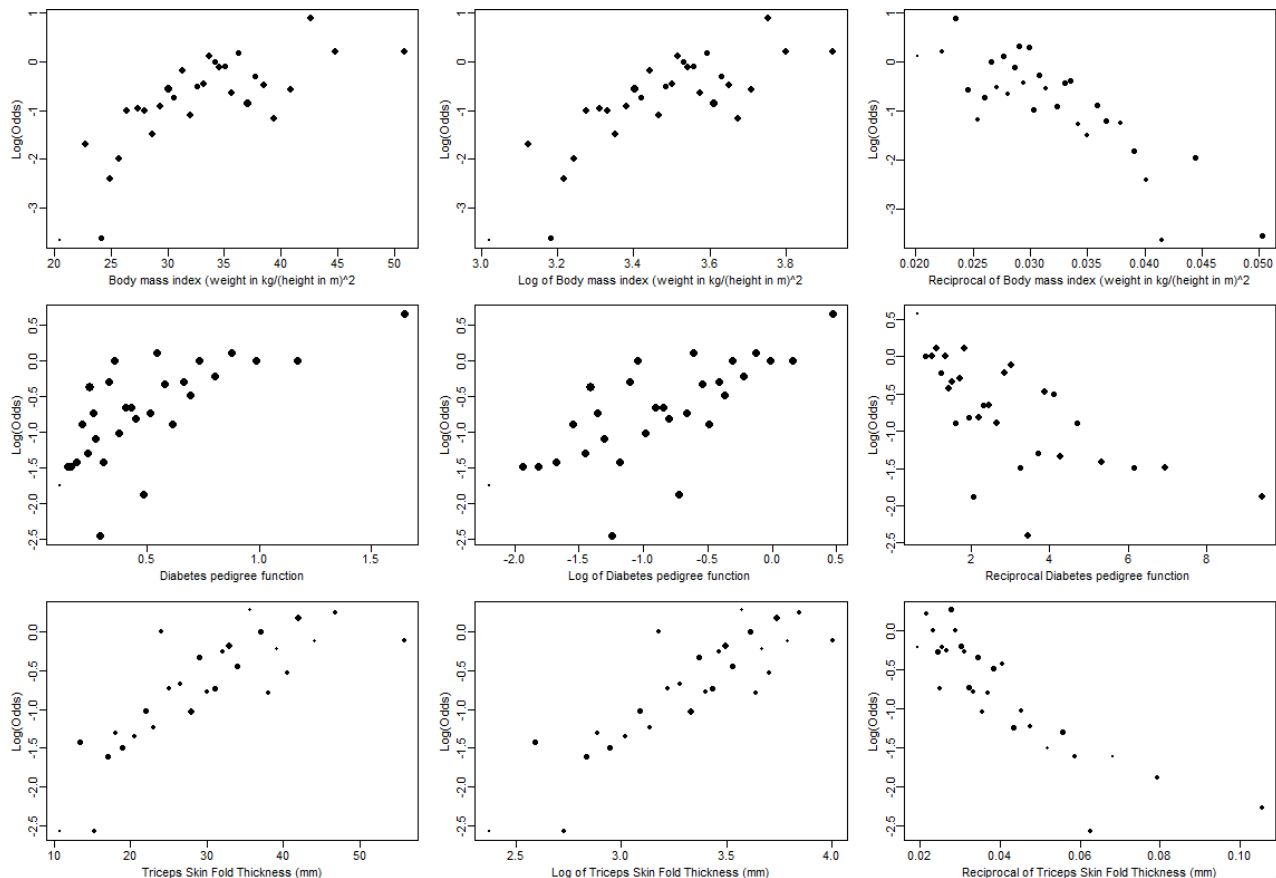 Log(Odds)
1
0
-1
-2
-3
20 25 30 35 40 45 50
Body mass index (weight in kg/(height in m)^2
Log(Odds)
1
0
-1
-2
-3
3.0 3.2 3.4 3.6 3.8
Log of Body mass index (weight in kg/(height in m)^2
Log(Odds)
1
0
-1
-2
-3
0.020 0.025 0.030 0.035 0.040 0.045 0.050
Reciprocal of Body mass index (weight in kg/(height in m)^2
Log(Odds)
0.5
0.0
-0.5
-1.0
-1.5
-2.0
-2.5
0.5 1.0 1.5
Diabetes pedigree function
Log(Odds)
0.5
0.0
-0.5
-1.0
-1.5
-2.0
-2.5
-2.0 -1.5 -1.0 -0.5 0.0 0.5
Log of Diabetes pedigree function
Log(Odds)
0.5
0.0
-0.5
-1.0
-1.5
-2.0
-2.5
2 4 6 8
Reciprocal Diabetes pedigree function
Log(Odds)
0.0
-0.5
-1.0
-1.5
-2.0
-2.5
10 20 30 40 50
Triceps Skin Fold Thickness (mm)
Log(Odds)
0.0
-0.5
-1.0
-1.5
-2.0
-2.5
2.5 3.0 3.5 4.0
Log of Triceps Skin Fold Thickness (mm)
Log(Odds)
0.0
-0.5
-1.0
-1.5
-2.0
-2.5
0.02 0.04 0.06 0.08 0.10
Reciprocal of Triceps Skin Fold Thickness (mm)